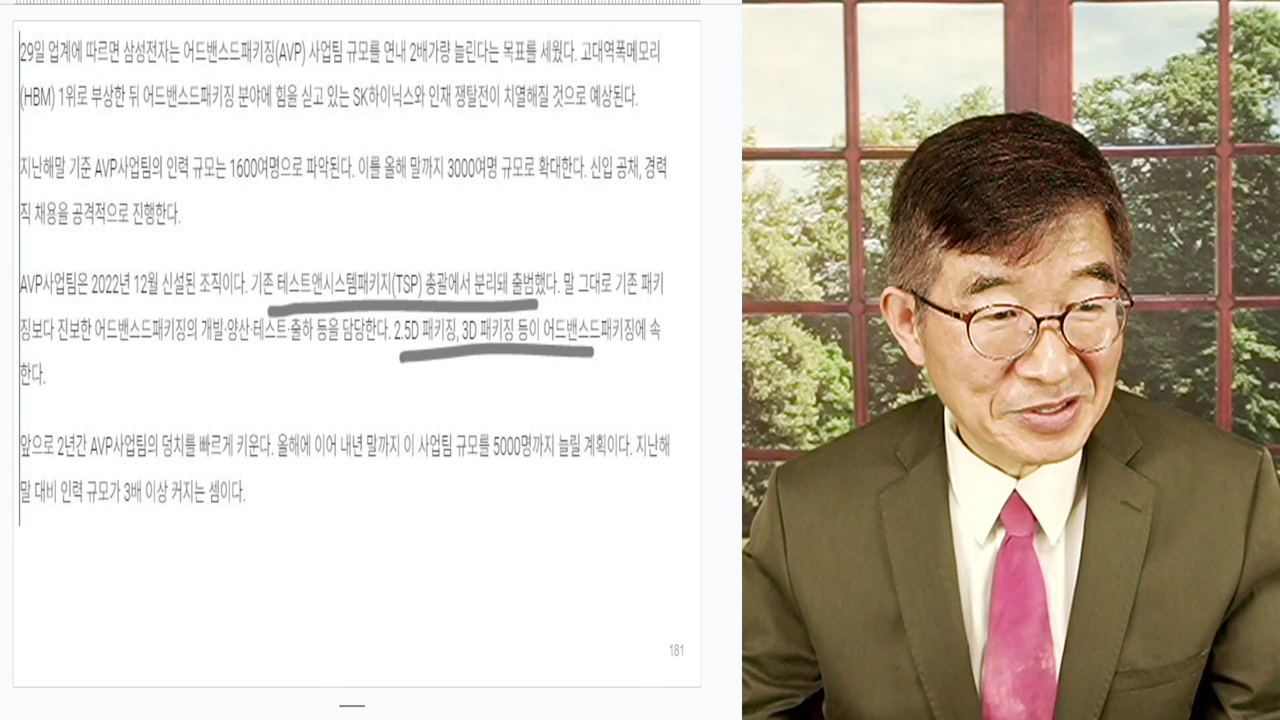 29일 업계에 따르면 삼성전자는 어드밴스드패키징(AVP) 사업팀 규모를 연내 2배가량 늘린다는 목표를 세웠다. 고대역폭메모리
(HBM) 1위로 부상한 뒤 어드밴스드패키징 분야에 힘을 싣고 있는 SK하이닉스와 인재 쟁탈전이 치열해질 것으로 예상된다.
지난해말 기준 AVP사업팀의 인력 규모는 1600여명으로 파악된다. 이를 올해 말까지 3000여명 규모로 확대한다. 신입 공채, 경력
직 채용을 공격적으로 진행한다.
AVP사업팀은 2022년 12월 신설된 조직이다. 기존 테스트앤시스템패키지(TSP) 총괄에서 분리돼 출범했다. 말 그대로 기존 패키
징보다 진보한 어드밴스드패키징의 개발·양산·테스트·출하 등을 담당한다. 2.5D 패키징, 3D 패키징 등이 어드밴스드패키징에 속
한다.
앞으로 2년간 AVP사업팀의 덩치를 빠르게 키운다. 올해에 이어 내년 말까지 이 사업팀 규모를 5000명까지 늘릴 계획이다. 지난해
말 대비 인력 규모가 3배 이상 커지는 셈이다.
181